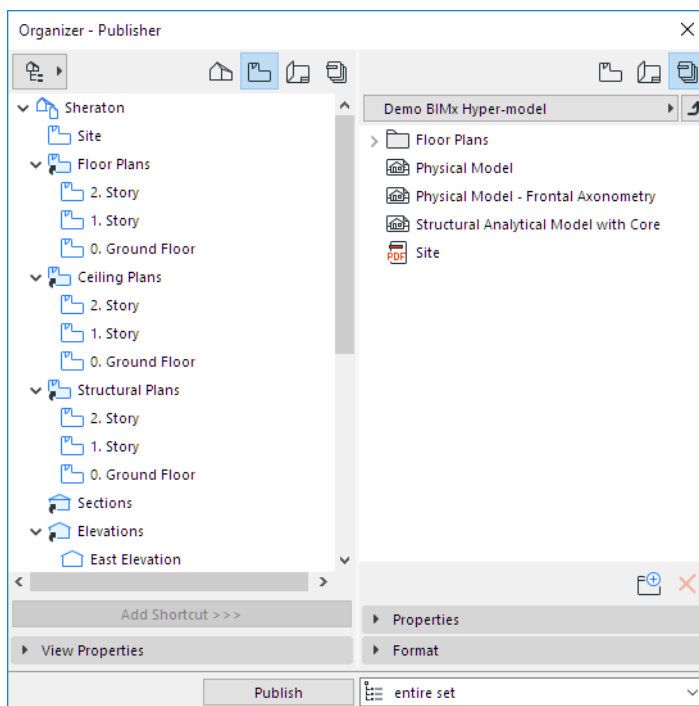 Organizer - Publisher
Sheraton
Site
Floor Plans
2. Story
1. Story
0. Ground Floor
Ceiling Plans
2. Story
1. Story
0. Ground Floor
Structural Plans
2. Story
1. Story
0. Ground Floor
Sections
Elevations
East Elevation
Add Shortcut >>>
View Properties
Demo BIMx Hyper-model
Floor Plans
Physical Model
Physical Model - Frontal Axonometry
Structural Analytical Model with Core
PDF Site
Properties
Format
Publish
entire set